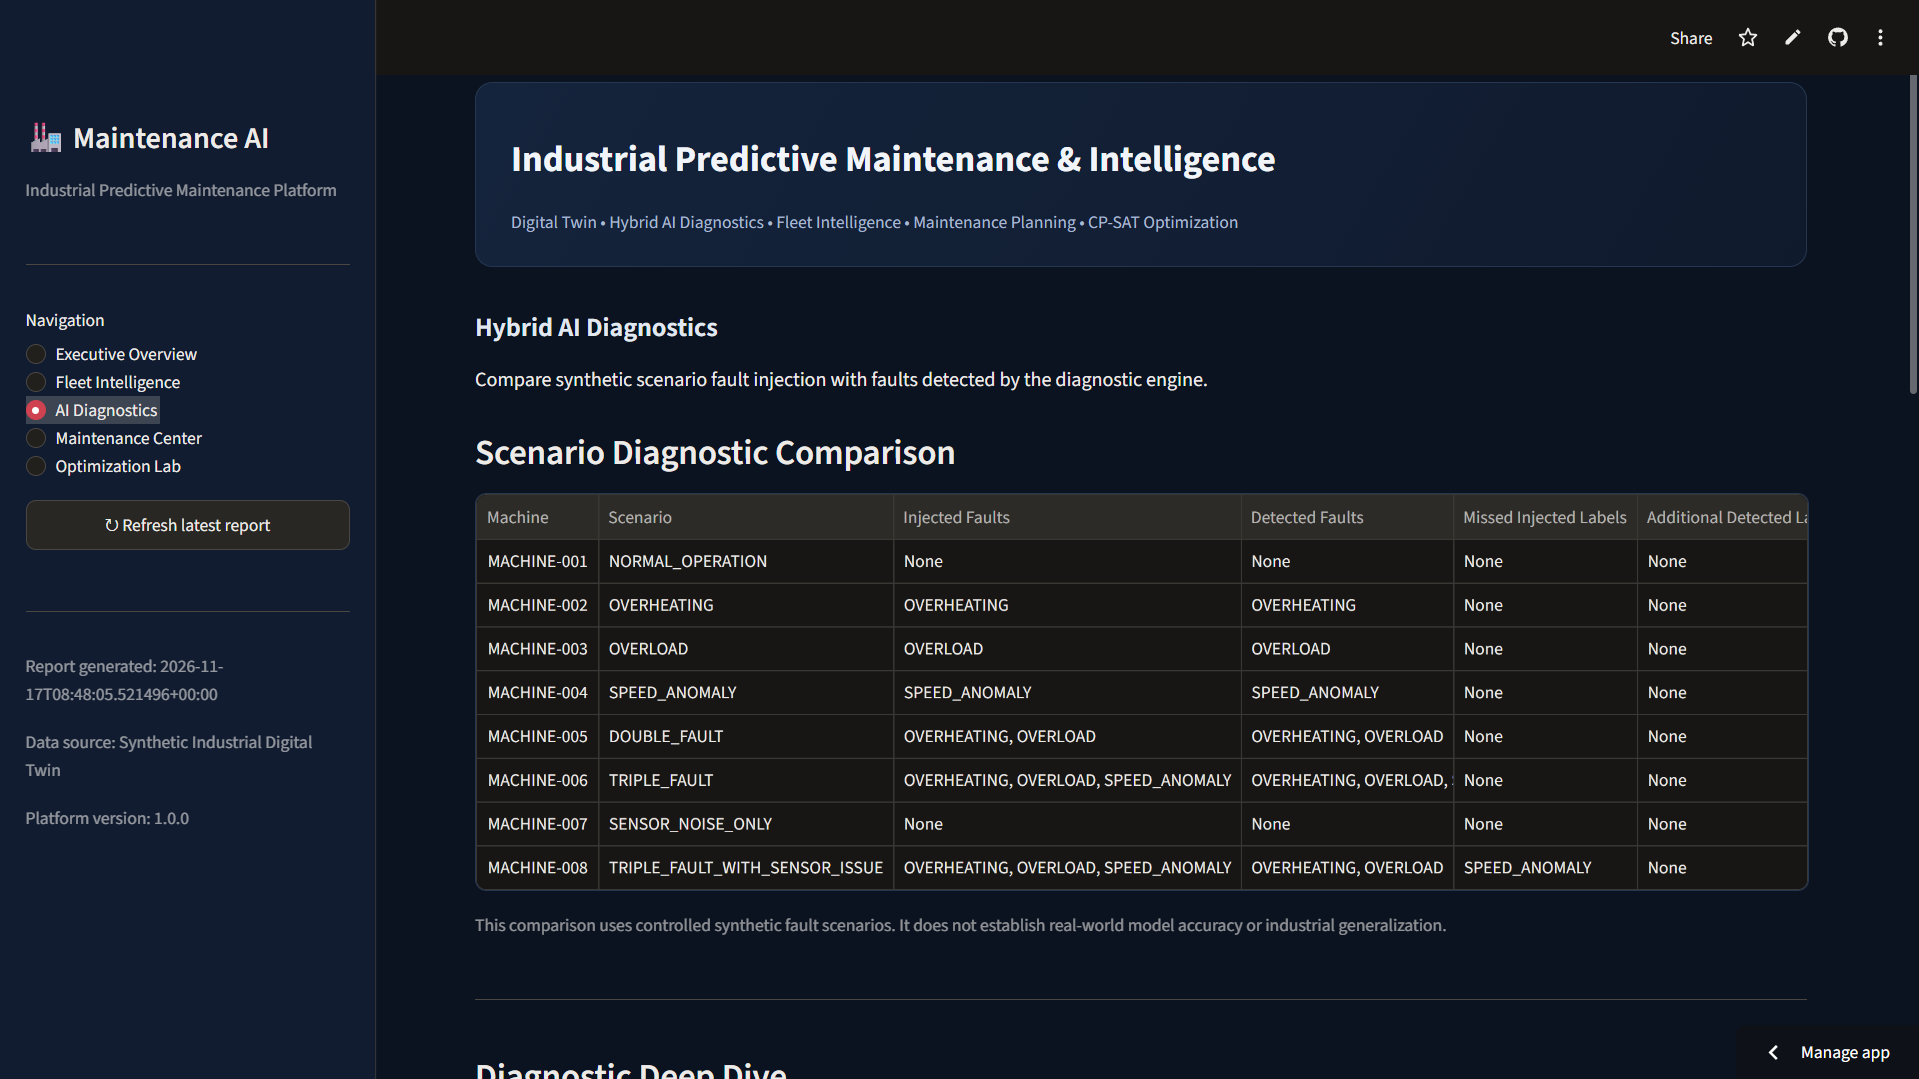 Share
Maintenance AI
Industrial Predictive Maintenance Platform
Navigation
Executive Overview
Fleet Intelligence
AI Diagnostics
Maintenance Center
Optimization Lab
↻ Refresh latest report
Report generated: 2026-11-
17T08:48:05.521496+00:00
Data source: Synthetic Industrial Digital
Twin
Platform version: 1.0.0
Industrial Predictive Maintenance & Intelligence
Digital Twin • Hybrid AI Diagnostics • Fleet Intelligence • Maintenance Planning • CP-SAT Optimization
Hybrid AI Diagnostics
Compare synthetic scenario fault injection with faults detected by the diagnostic engine.
Scenario Diagnostic Comparison
Machine Scenario Injected Faults Detected Faults Missed Injected Labels Additional Detected
MACHINE-001 NORMAL_OPERATION None None None None
MACHINE-002 OVERHEATING OVERHEATING OVERHEATING None None
MACHINE-003 OVERLOAD OVERLOAD OVERLOAD None None
MACHINE-004 SPEED_ANOMALY SPEED_ANOMALY SPEED_ANOMALY None None
MACHINE-005 DOUBLE_FAULT OVERHEATING, OVERLOAD OVERHEATING, OVERLOAD None None
MACHINE-006 TRIPLE_FAULT OVERHEATING, OVERLOAD, SPEED_ANOMALY OVERHEATING, OVERLOAD, None None
MACHINE-007 SENSOR_NOISE_ONLY None None None None
MACHINE-008 TRIPLE_FAULT_WITH_SENSOR_ISSUE OVERHEATING, OVERLOAD, SPEED_ANOMALY OVERHEATING, OVERLOAD SPEED_ANOMALY None
This comparison uses controlled synthetic fault scenarios. It does not establish real-world model accuracy or industrial generalization.
Diagnostic Deep Dive
Manage app